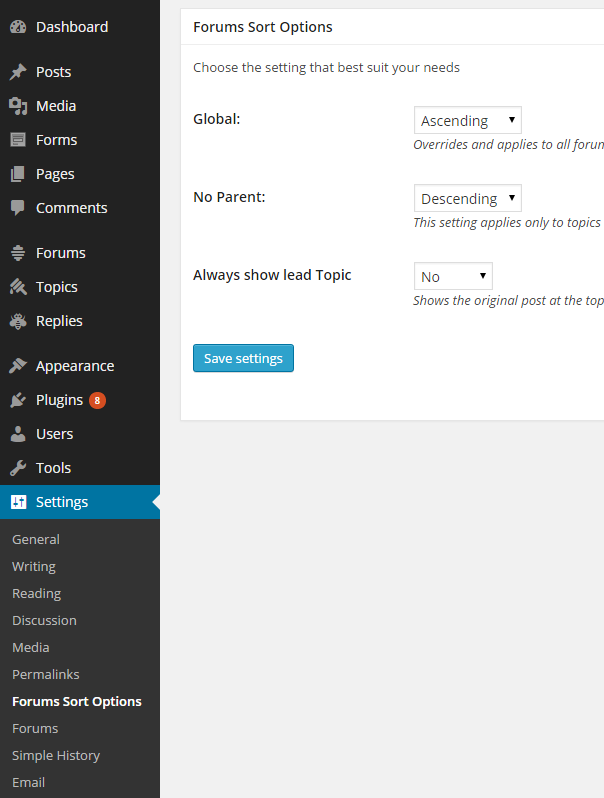 Dashboard
Posts
Media
Forms
Pages
Comments
Forums
Topics
Replies
Appearance
Plugins 8
Users
Tools
Settings
General
Writing
Reading
Discussion
Media
Permalinks
Forums Sort Options
Forums
Simple History
Email
Forums Sort Options
Choose the setting that best suit your needs
Global:
Ascending
Overrides and applies to all forun
No Parent:
Descending
This setting applies only to topics
Always show lead Topic
No
Shows the original post at the top
Save settings